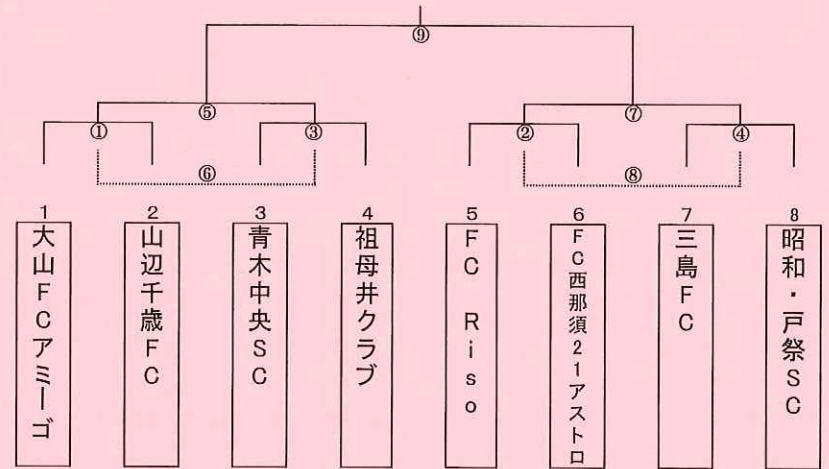 ⑨
⑤
⑦
①
③
②
④
⑥
⑧
1
2
3
4
5
6
7
8
大山FCアミーゴ
山辺千歳FC
青木中央SC
祖母井クラブ
FC Riso
FC西那須21アストロ
三島FC
昭和・戸祭SC